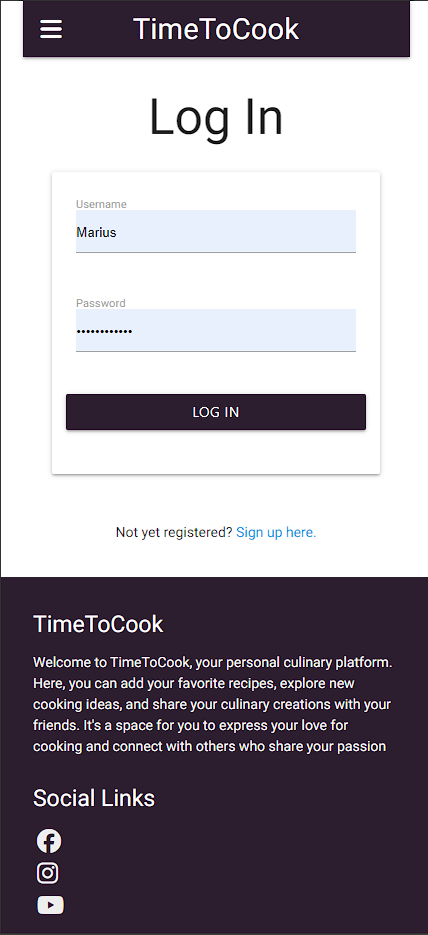 TimeToCook
Log In
Username
Marius
Password
••••••••••••
LOG IN
Not yet registered? Sign up here.
TimeToCook
Welcome to TimeToCook, your personal culinary platform.
Here, you can add your favorite recipes, explore new
cooking ideas, and share your culinary creations with your
friends. It's a space for you to express your love for
cooking and connect with others who share your passion
Social Links